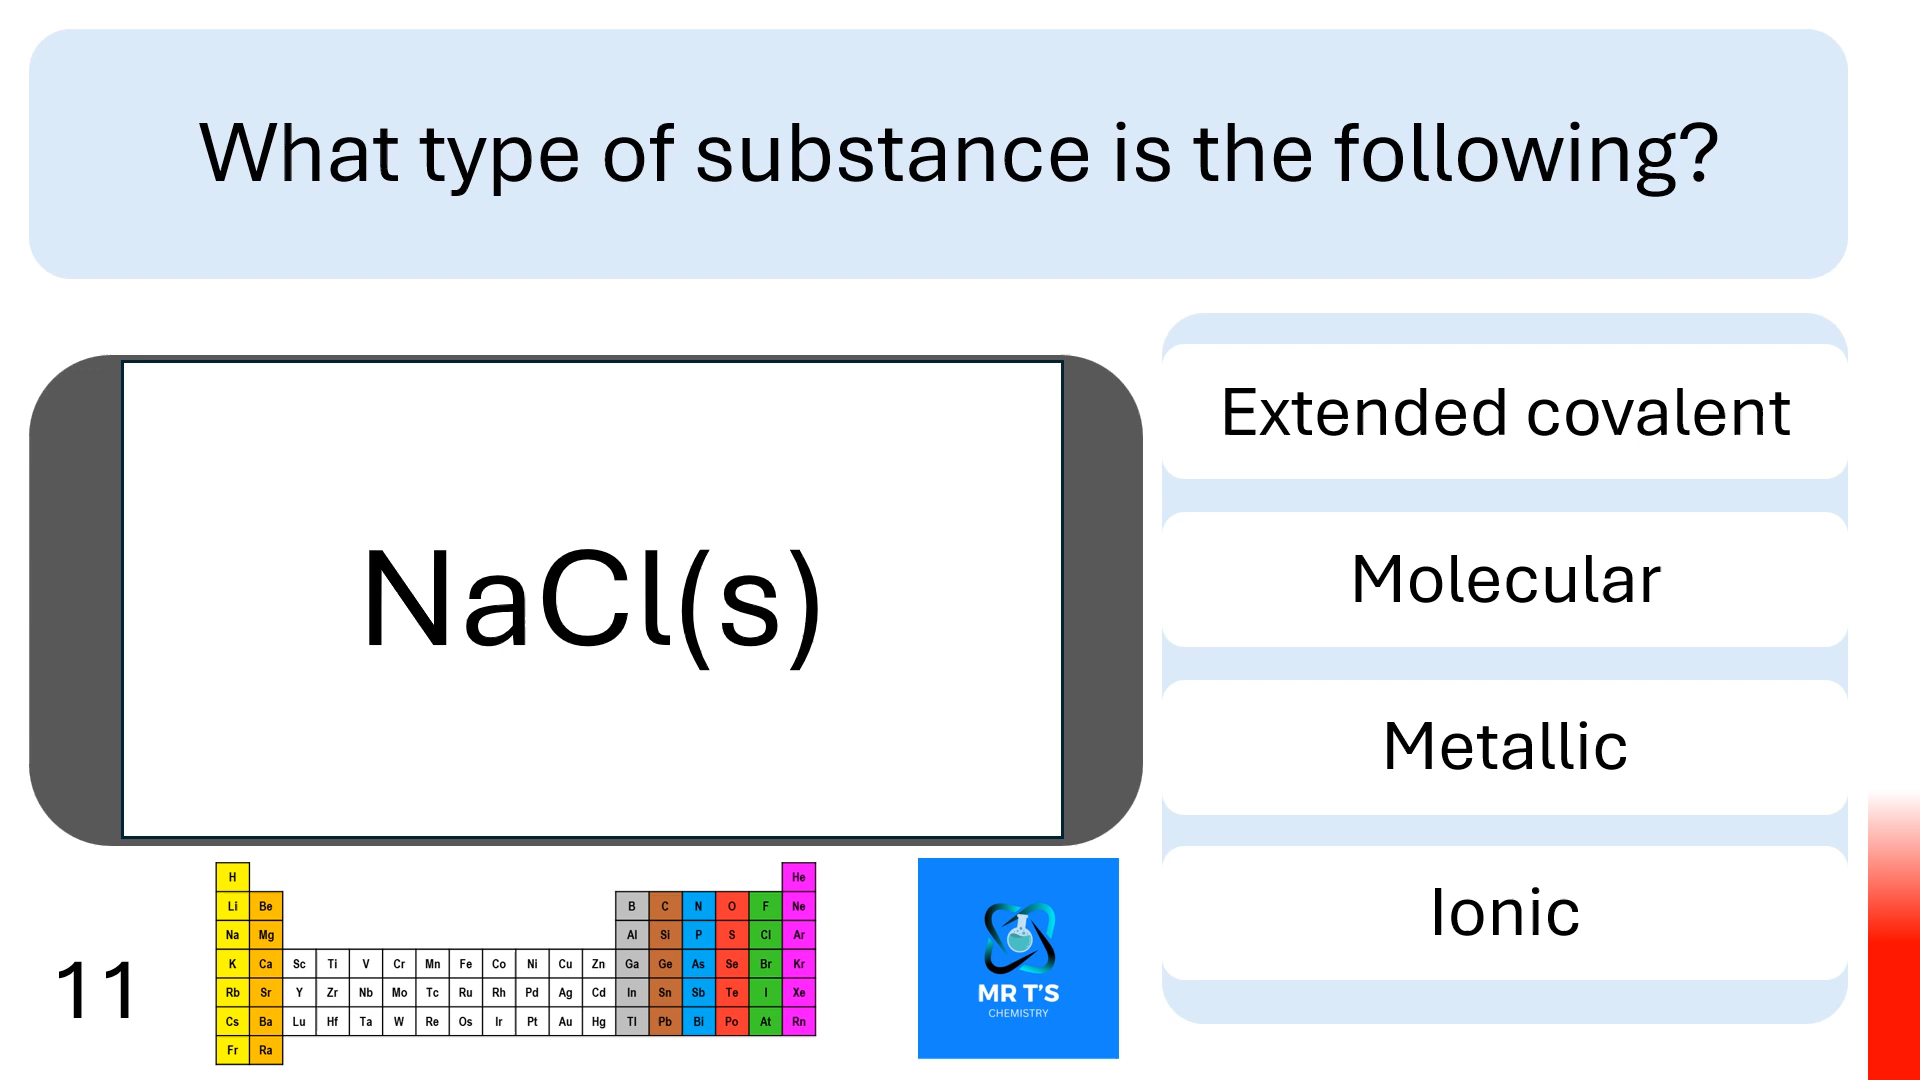 What type of substance is the following?
NaCl(s)
Extended covalent
Molecular
Metallic
Ionic
11
H He
Li Be B C N O F Ne
Na Mg Al Si P S Cl Ar
K Ca Sc Ti V Cr Mn Fe Co Ni Cu Zn Ga Ge As Se Br Kr
Rb Sr Y Zr Nb Mo Tc Ru Rh Pd Ag Cd In Sn Sb Te I Xe
Cs Ba Lu Hf Ta W Re Os Ir Pt Au Hg Tl Pb Bi Po At Rn
Fr Ra
MR T'S
CHEMISTRY